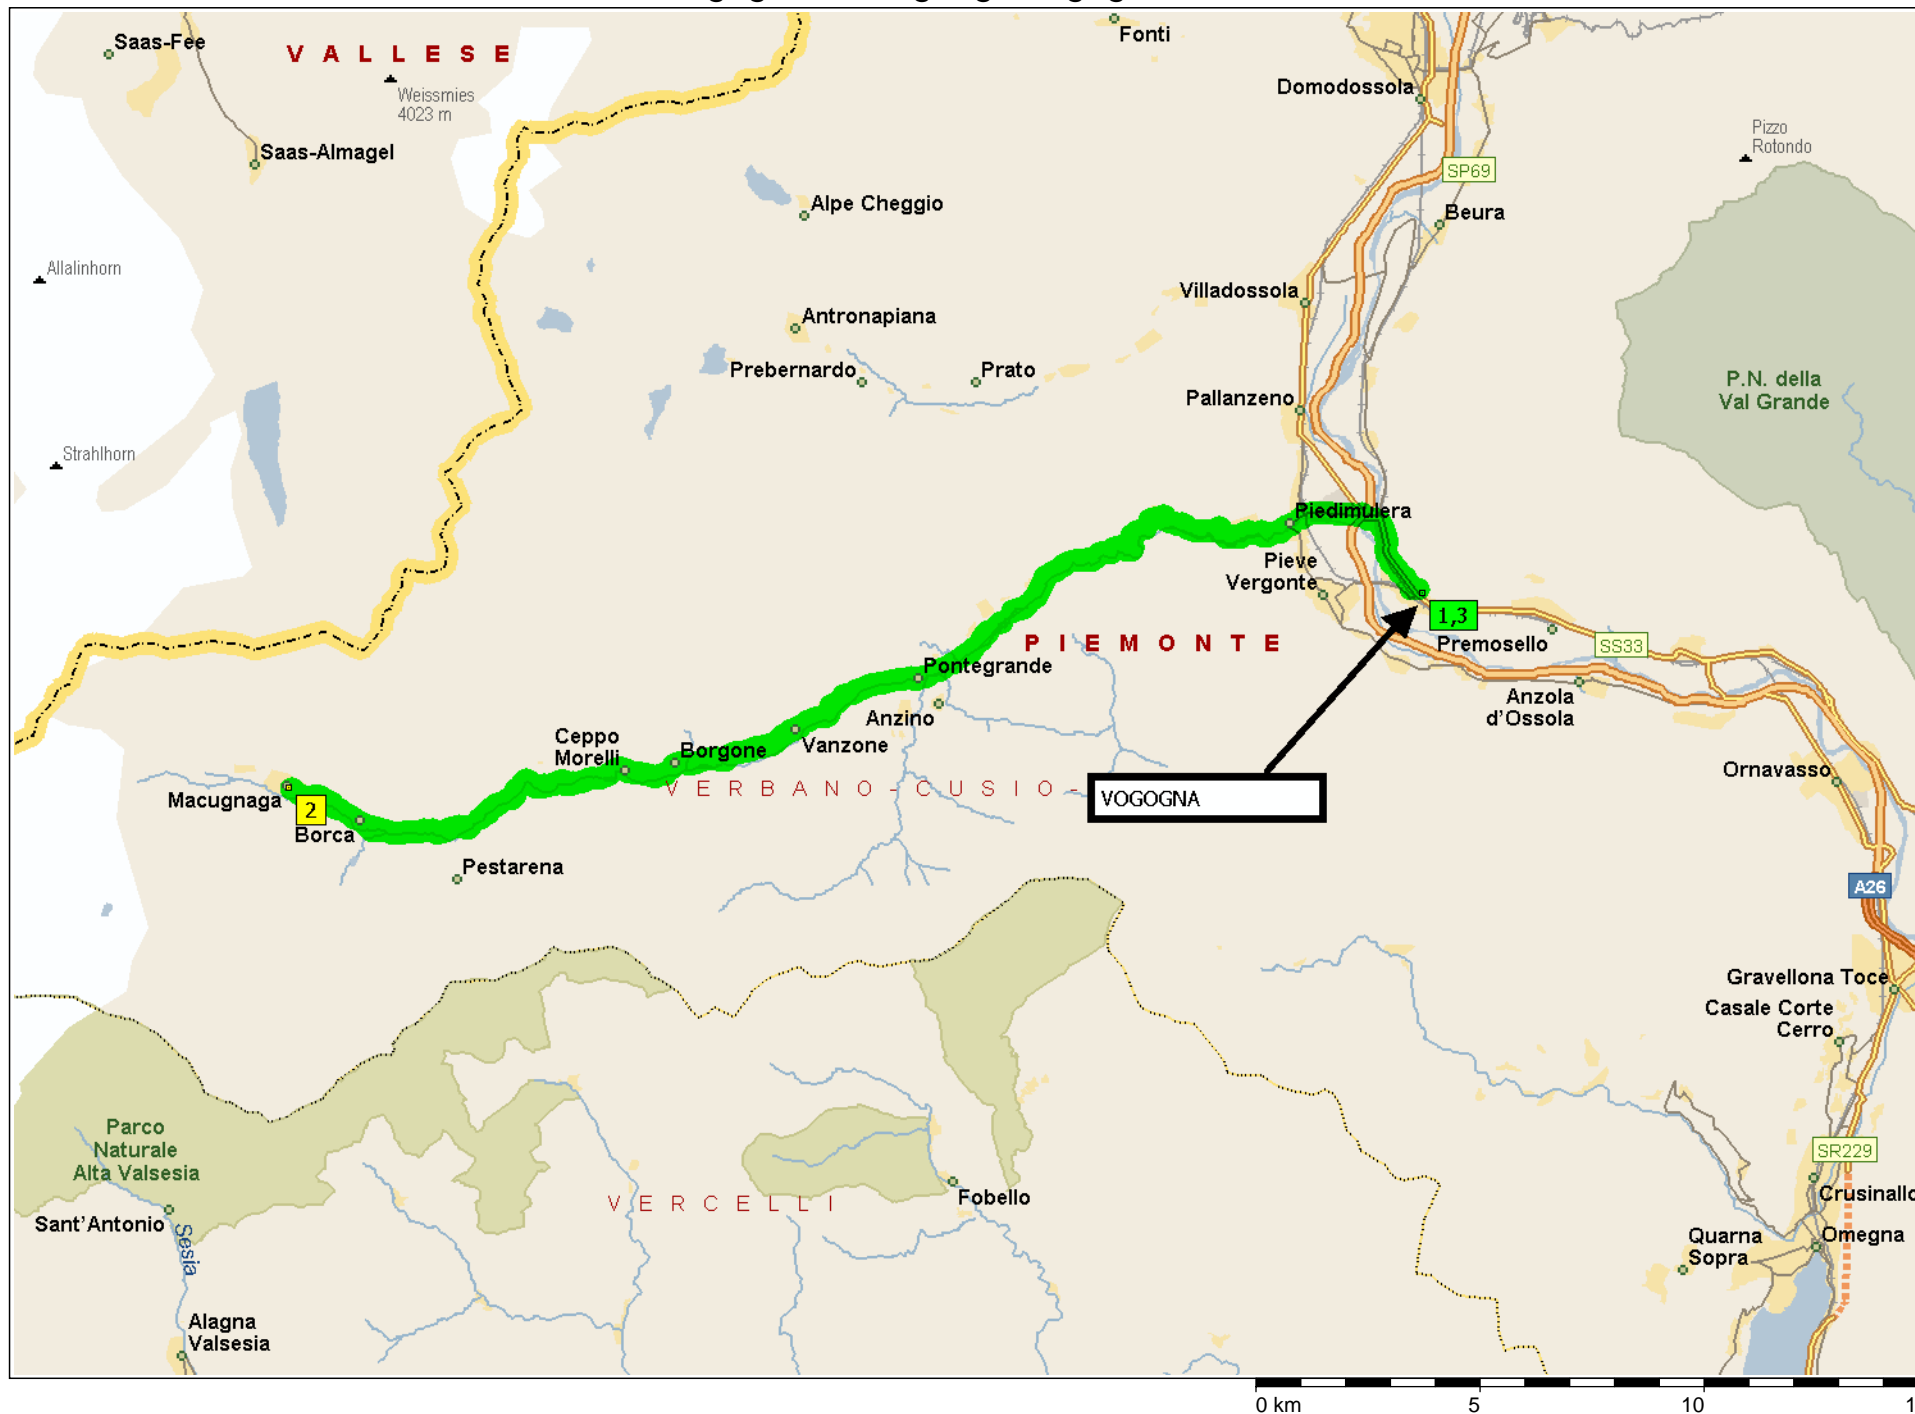 Saas-Fee
VALLESE
Fonti
Weissmies
4023 m
Domodossola
Saas-Almagel
Pizzo
Rotondo
SP69
Alpe Cheggio
Beura
Allalinhorn
Villadossola
Antronapiana
Prebernardo
Prato
P.N. della
Val Grande
Pallanzeno
Strahlhorn
Piedimulera
Pieve
Vergonte
1,3
PIEMONTE
Premosello
SS33
Pontegrande
Anzola
d'Ossola
Anzino
Ceppo
Morelli
Borgone
Vanzone
VERBANO-CUSIO-
VOGOGNA
Ornavasso
Macugnaga
2
Borca
Pestarena
A26
Gravellona Toce
Casale Corte
Cerro
Parco
Naturale
Alta Valsesia
SR229
Sant'Antonio
Sesia
VERCELLI
Fobello
Crusinallo
Quarna
Sopra
Omegna
Alagna
Valsesia
0 km
5
10